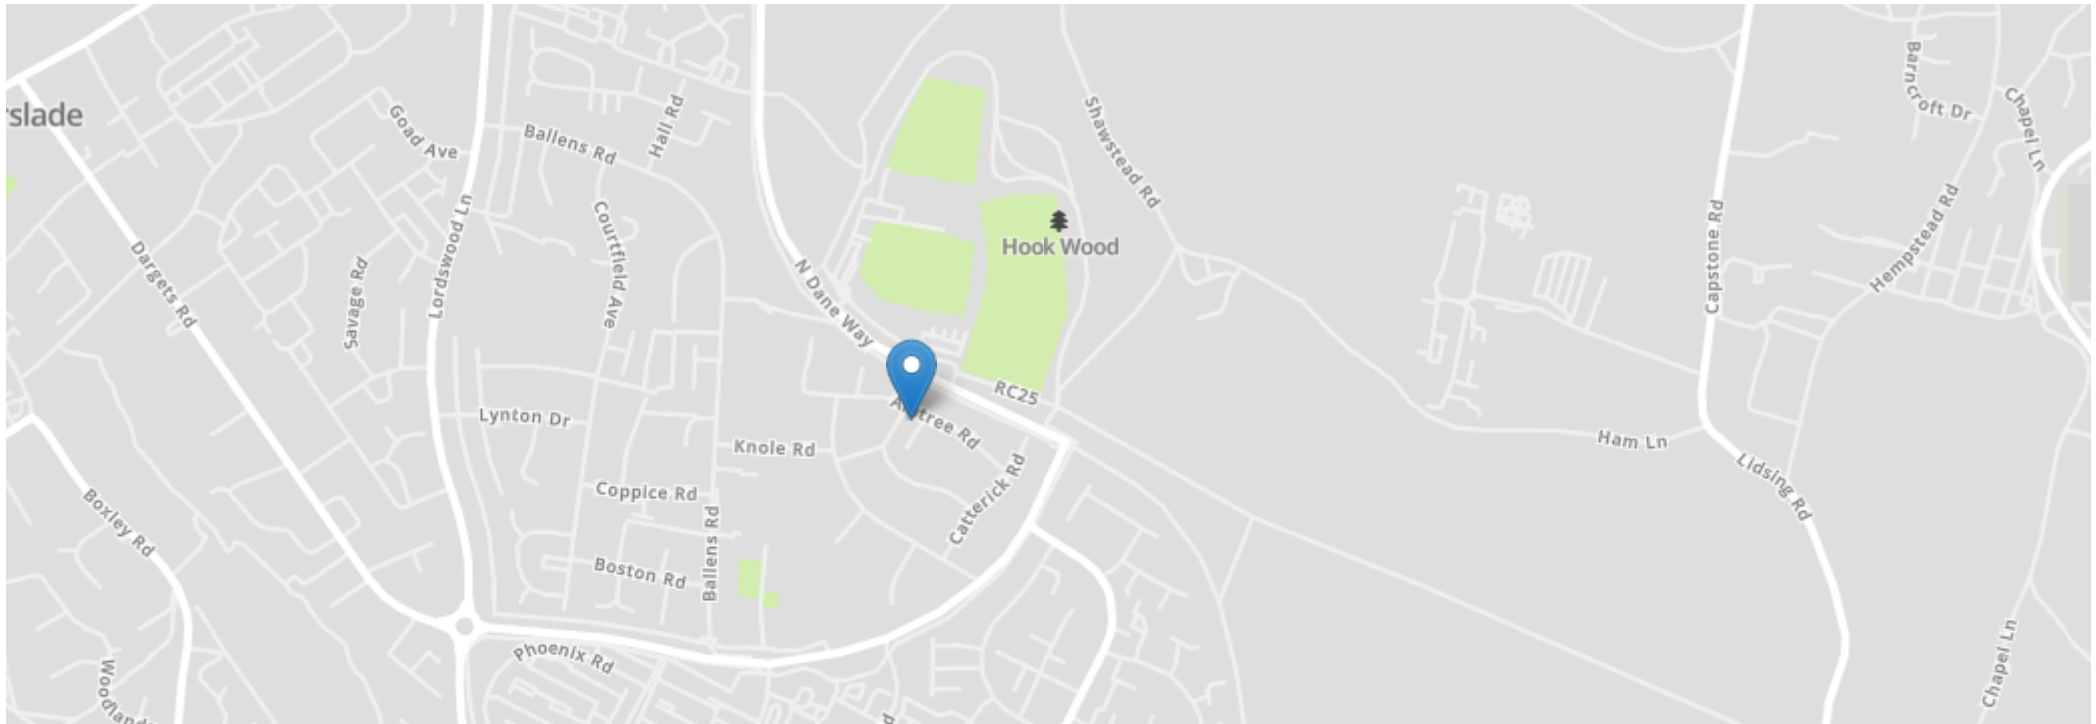 rslade
Goad Ave
Ballens Rd
Hall Rd
Shawstead Rd
Barncroft Dr
Chapel Ln
Dargets Rd
Savage Rd
Lordswood Ln
Courtfield Ave
N Dane Way
Hook Wood
Capstone Rd
Hempstead Rd
RC25
Lynton Dr
Knole Rd
tree Rd
Catterick Rd
Ham Ln
Lidsing Rd
Coppice Rd
Boxley Rd
Boston Rd
Ballens Rd
Phoenix Rd
Chapel Ln